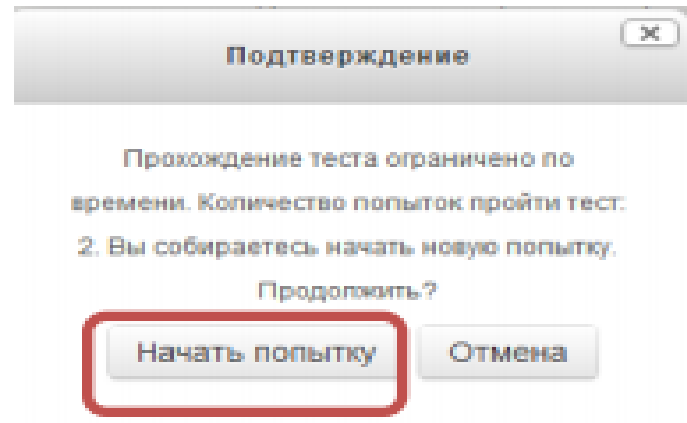 Подтверждение
Прохождение теста ограничено по
времени. Количество попыток пройти тест:
2. Вы собираетесь начать новую попытку.
Продолжить?
Начать попытку Отмена